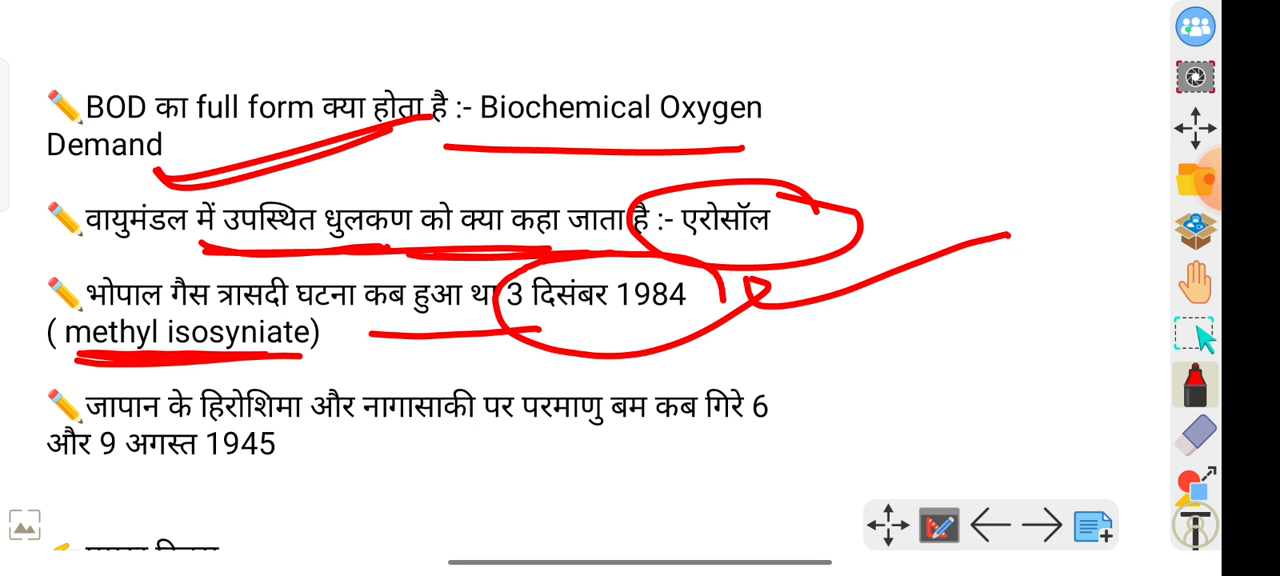 ✏️BOD का full form क्या होता है :- Biochemical Oxygen
Demand
✏️वायुमंडल में उपस्थित धुलकण को क्या कहा जाता है :- एरोसॉल
✏️भोपाल गैस त्रासदी घटना कब हुआ था 3 दिसंबर 1984
( methyl isosyniate)
✏️जापान के हिरोशिमा और नागासाकी पर परमाणु बम कब गिरे 6
और 9 अगस्त 1945